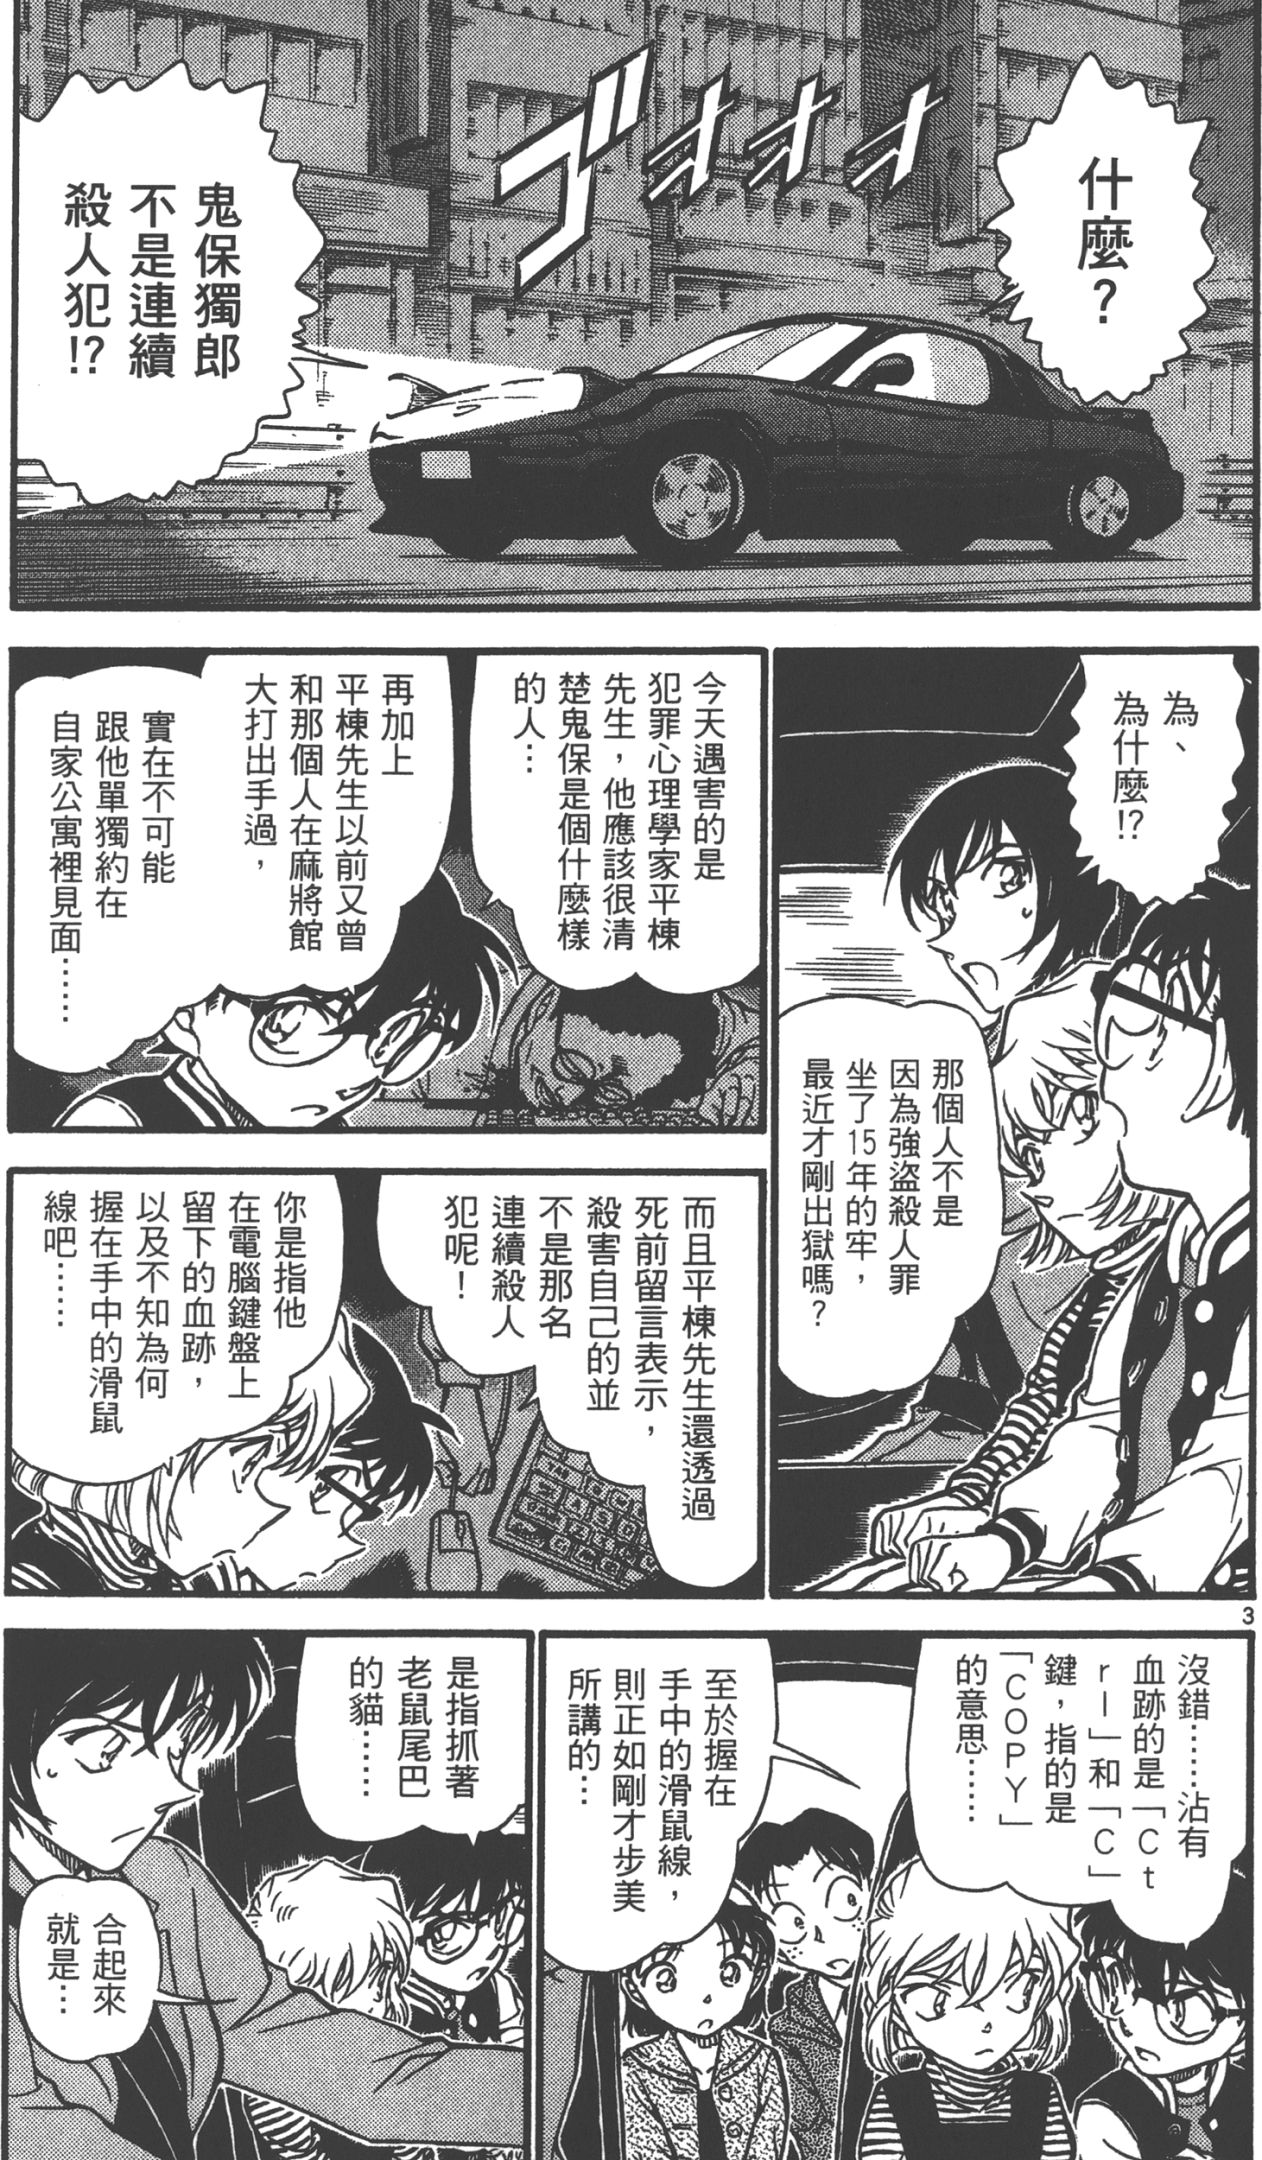 什麼?
ゴォォォ
鬼保獨郎
不是連續
殺人犯!?
為、
為什麼!?
那個人不是
因為強盜殺人罪
坐了15年的牢，
最近才剛出獄嗎?
今天遇害的是
犯罪心理學家平棟
先生，他應該很清
楚鬼保是個什麼樣
的人…
再加上
平棟先生以前又曾
和那個人在麻將館
大打出手過，
實在不可能
跟他單獨約在
自家公寓裡見面……
而且平棟先生還透過
死前留言表示，
殺害自己的並
不是那名
連續殺人
犯呢！
你是指他
在電腦鍵盤上
留下的血跡，
以及不知為何
握在手中的滑鼠
線吧……
3
沒錯……沾有
血跡的是「Ct
rl」和「C」
鍵，指的是
「COPY」
的意思……
至於握在
手中的滑鼠線，
則正如剛才步美
所講的…
是指抓著
老鼠尾巴
的貓……
合起來
就是…